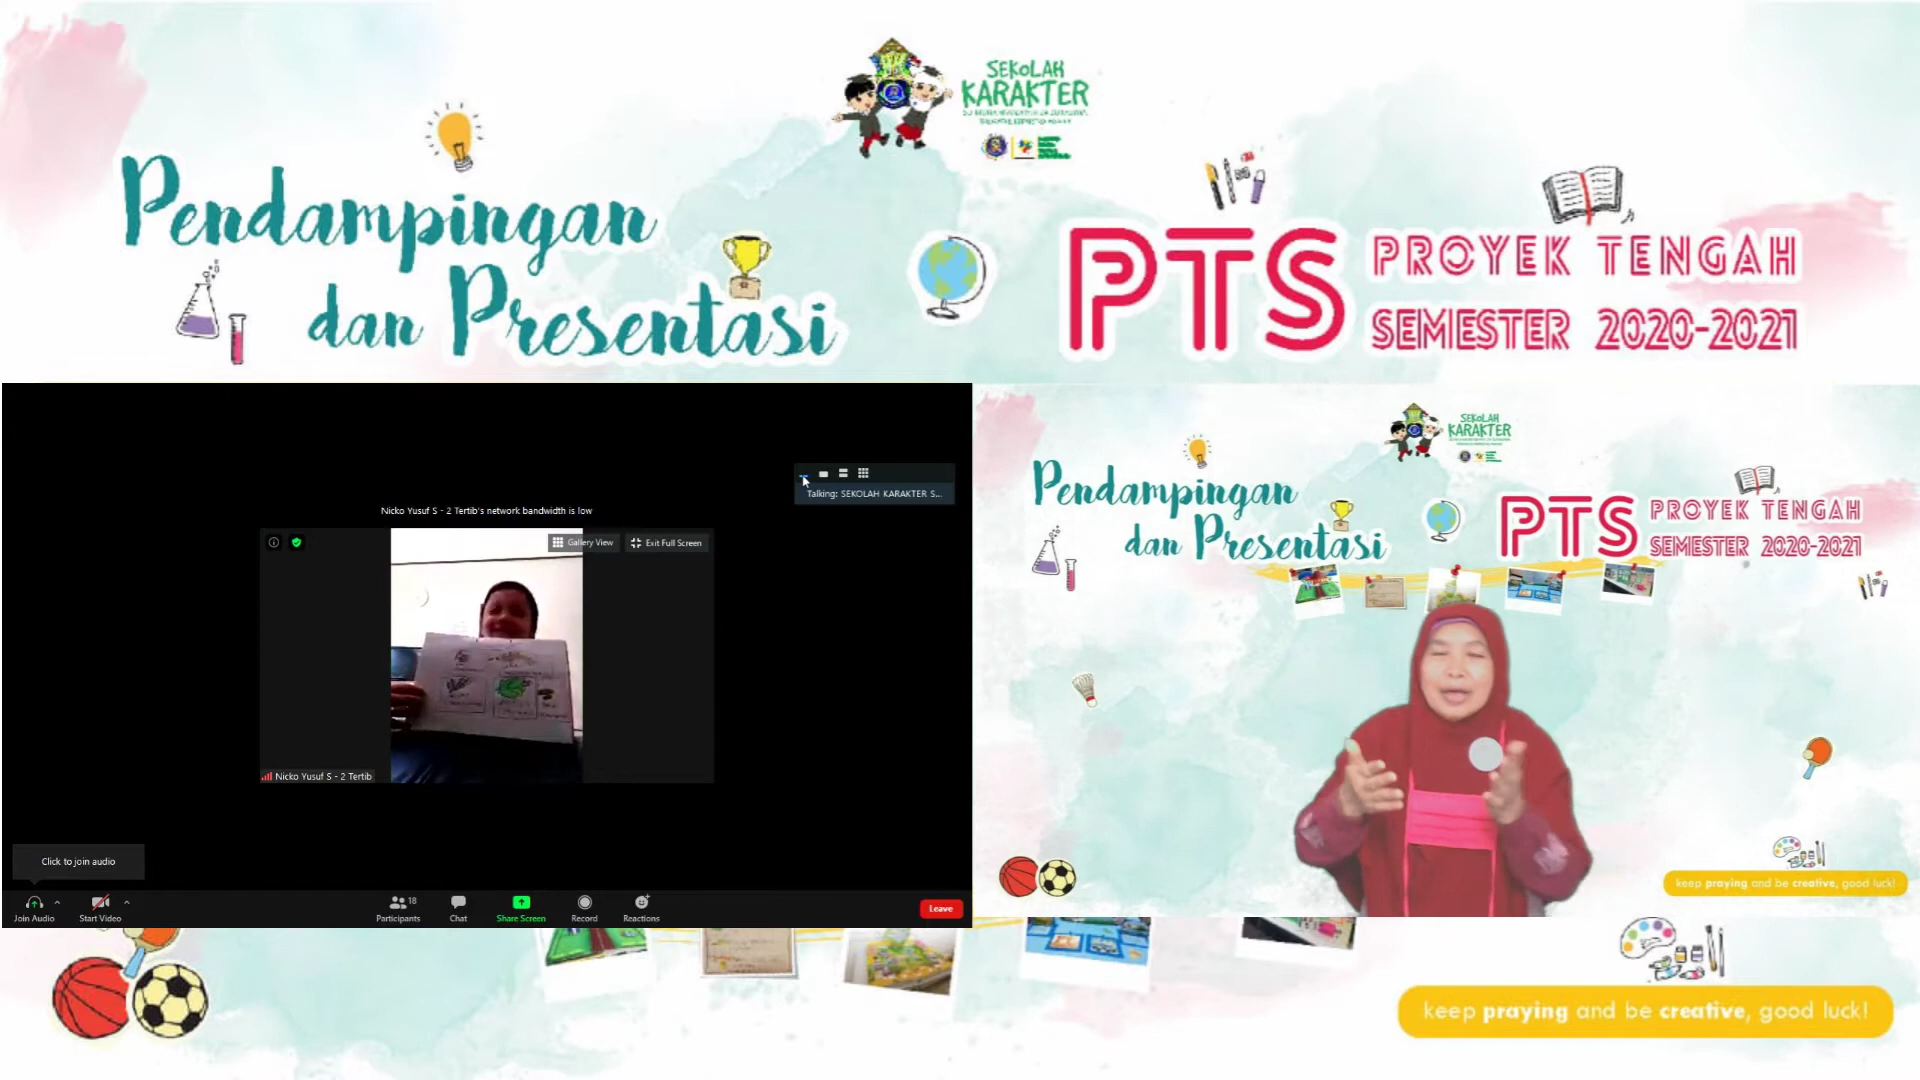 SEKOLAH
KARAKTER
Pendampingan
dan Presentasi
PTS
PROYEK TENGAH
SEMESTER 2020-2021
Talking: SEKOLAH KARAKTER S...
Nicko Yusuf S - 2 Tertib's network bandwidth is low
Gallery View
Exit Full Screen
Nicko Yusuf S - 2 Tertib
Click to join audio
Join Audio
Start Video
18
Participants
Chat
Share Screen
Record
Reactions
Leave
SEKOLAH
KARAKTER
Pendampingan
dan Presentasi
PTS
PROYEK TENGAH
SEMESTER 2020-2021
keep praying and be creative, good luck!
keep praying and be creative, good luck!